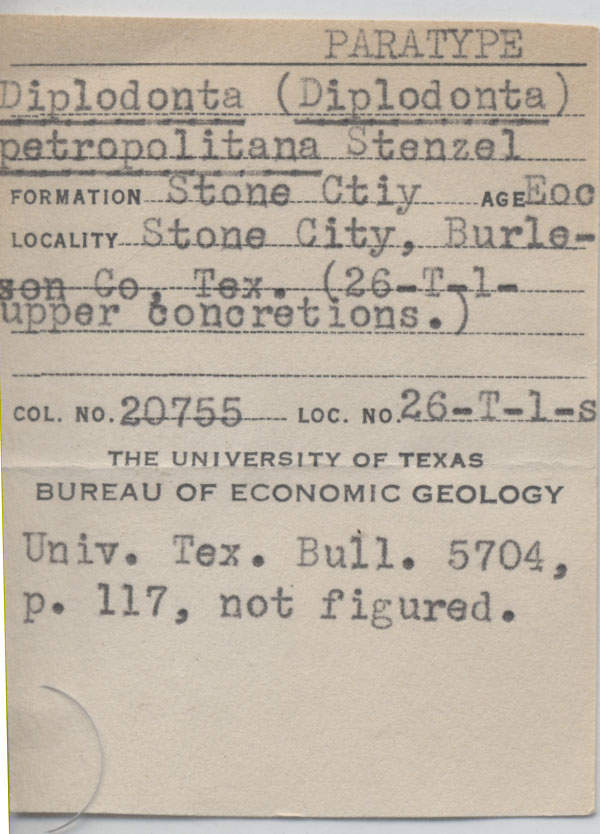 PARATYPE
Diplodonta (Diplodonta)
petropolitana Stenzel
FORMATION Stone Ctiy AGE Eoc
LOCALITY Stone City, Burle-
son Co, Tex. (26-T-1-
upper concretions.)
COL. NO. 20755 LOC. NO. 26-T-1-s
THE UNIVERSITY OF TEXAS
BUREAU OF ECONOMIC GEOLOGY
Univ. Tex. Bull. 5704,
p. 117, not figured.